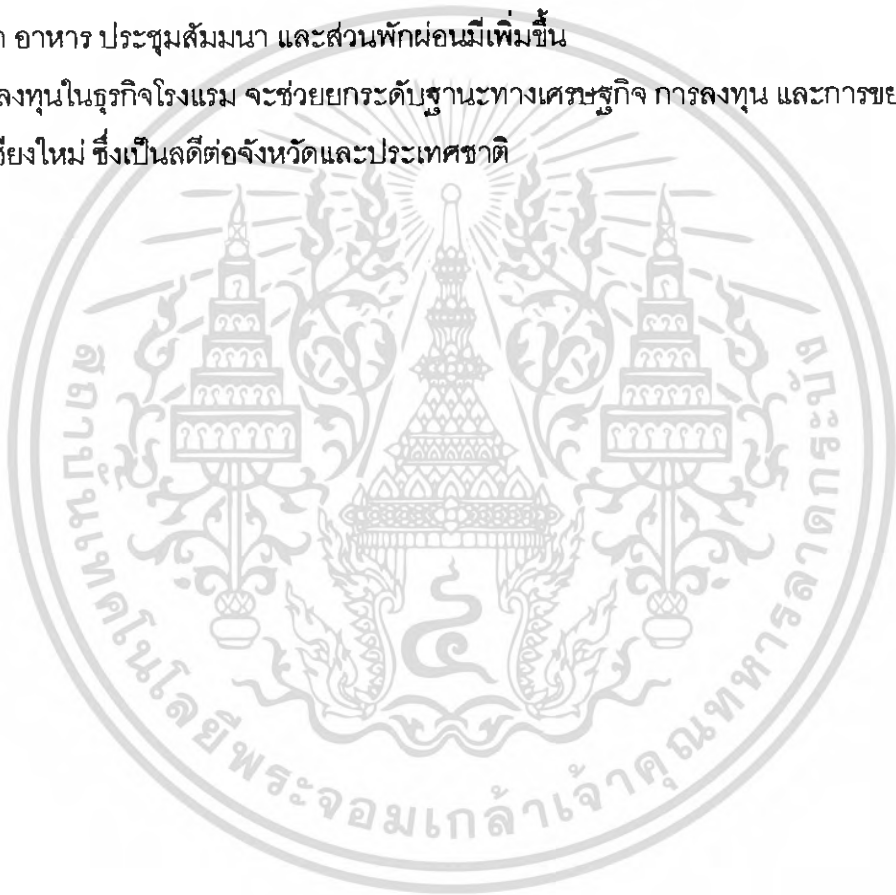 อาหาร ประชุมสัมมนา และส่วนพักผ่อนมีเพิ่มขึ้น
ลงทุนในธุรกิจโรงแรม จะช่วยยกระดับฐานะทางเศรษฐกิจ การลงทุน และการขย
ชียงใหม่ ซึ่งเป็นลดีต่อจังหวัดและประเทศชาติ
๔
สถาบันเทคโนโลยีพระจอมเกล้าเจ้าคุณทหารลาดกระบัง